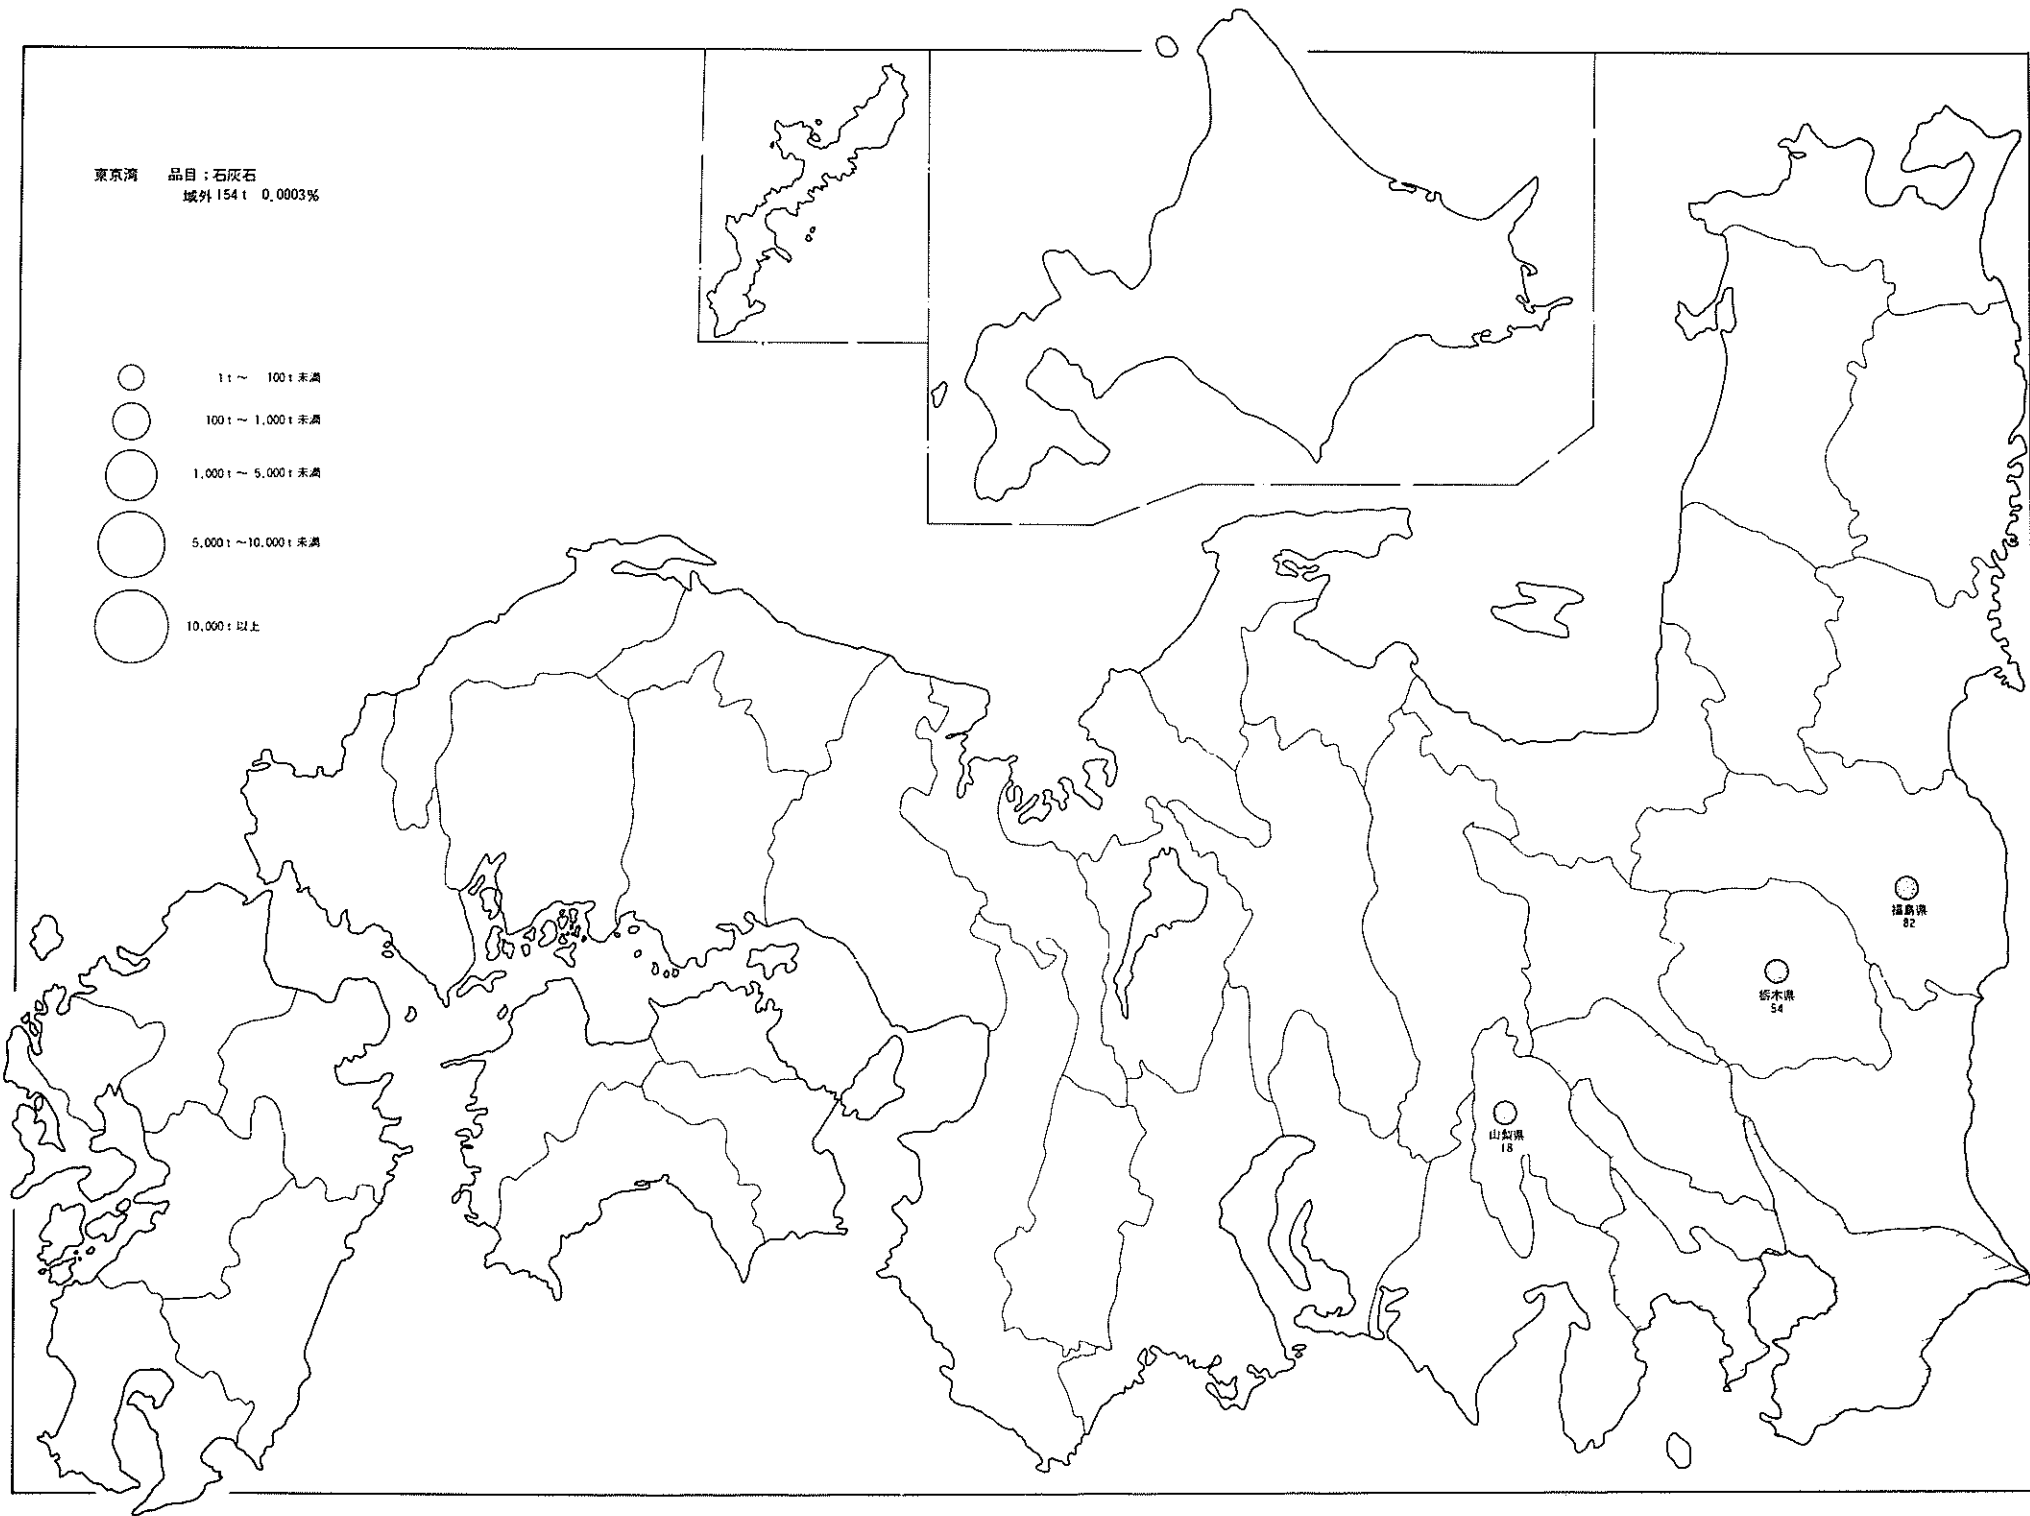 東京湾　品目；石灰石
域外154t 0.0003%
1t～ 100t未満
100t～ 1,000t未満
1,000t～ 5,000t未満
5,000t～10,000t未満
10,000t以上
福島県
82
栃木県
54
山梨県
18